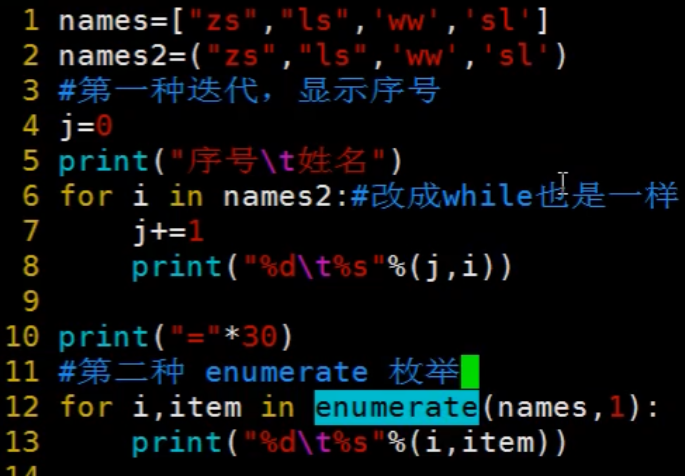 1 names=["zs","ls",'ww','sl']
2 names2=("zs","ls",'ww','sl')
3 #第一种迭代，显示序号
4 j=0
5 print("序号\t姓名")
6 for i in names2:#改成while也是一样
7     j+=1
8     print("%d\t%s"%(j,i))
9
10 print("="*30)
11 #第二种 enumerate 枚举
12 for i,item in enumerate(names,1):
13     print("%d\t%s"%(i,item))
14